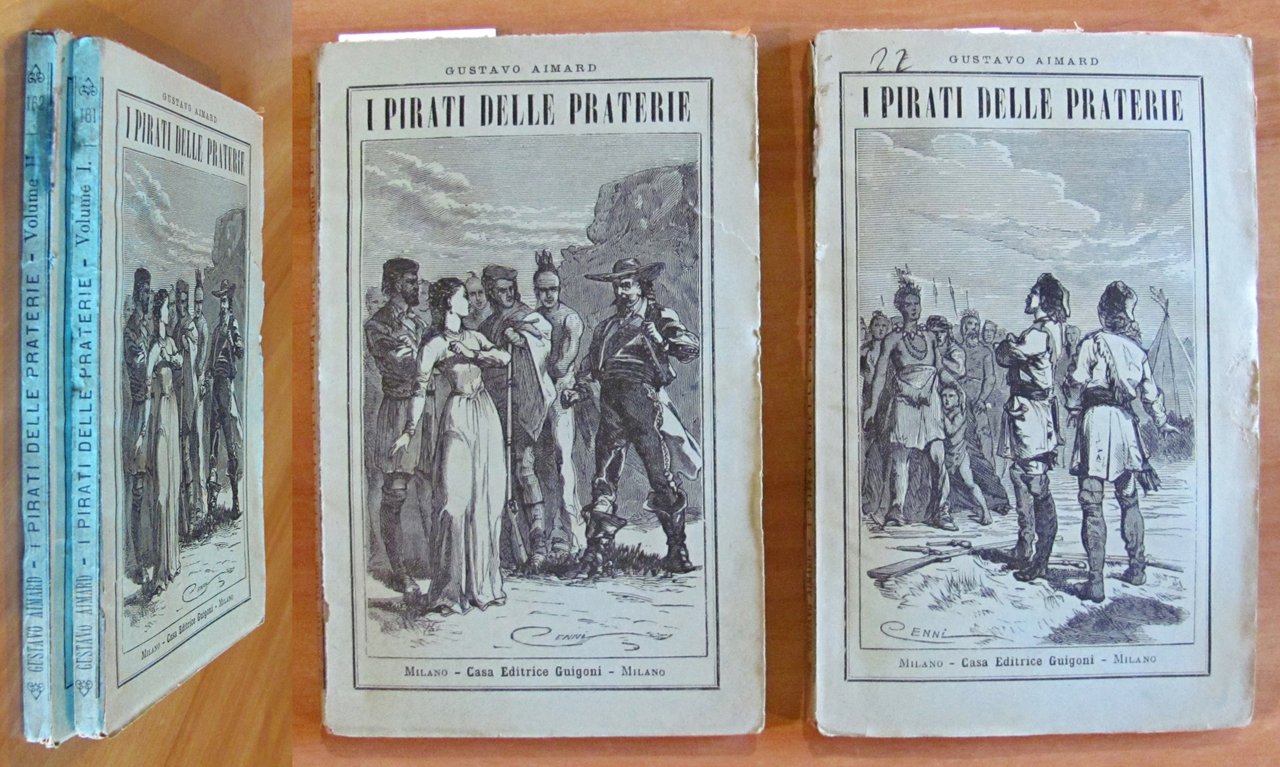 GUSTAVO AIMARD - I PIRATI DELLE PRATERIE - Volume II. 162
GUSTAVO AIMARD - I PIRATI DELLE PRATERIE - Volume I. 161
GUSTAVO AIMARD
I PIRATI DELLE PRATERIE
CENNI
MILANO - Casa Editrice Guigoni - MILANO
GUSTAVO AIMARD
I PIRATI DELLE PRATERIE
CENNI
MILANO - Casa Editrice Guigoni - MILANO
22
GUSTAVO AIMARD
I PIRATI DELLE PRATERIE
CENNI
MILANO - Casa Editrice Guigoni - MILANO